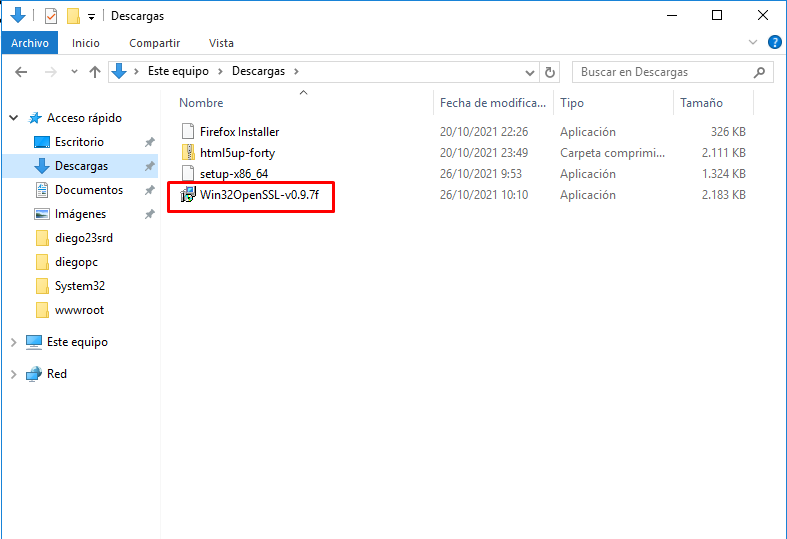 Descargas
Archivo Inicio Compartir Vista
Este equipo Descargas Buscar en Descargas
Nombre Fecha de modifica... Tipo Tamaño
Acceso rápido
Escritorio
Descargas
Documentos
Imágenes
diego23srd
diegopc
System32
wwwroot
Este equipo
Red
Firefox Installer 20/10/2021 22:26 Aplicación 326 KB
html5up-forty 20/10/2021 23:49 Carpeta comprimi... 2.111 KB
setup-x86_64 26/10/2021 9:53 Aplicación 1.324 KB
Win32OpenSSL-v0.9.7f 26/10/2021 10:10 Aplicación 2.183 KB